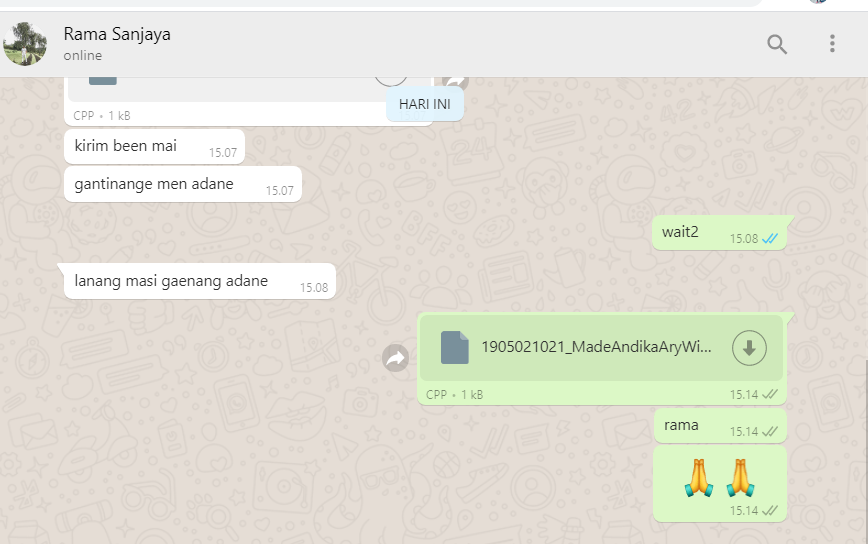 Rama Sanjaya
online
CPP • 1 kB
HARI INI
kirim been mai 15.07
gantinange men adane 15.07
wait2 15.08
lanang masi gaenang adane 15.08
1905021021_MadeAndikaAryWi...
CPP • 1 kB 15.14
rama 15.14
15.14